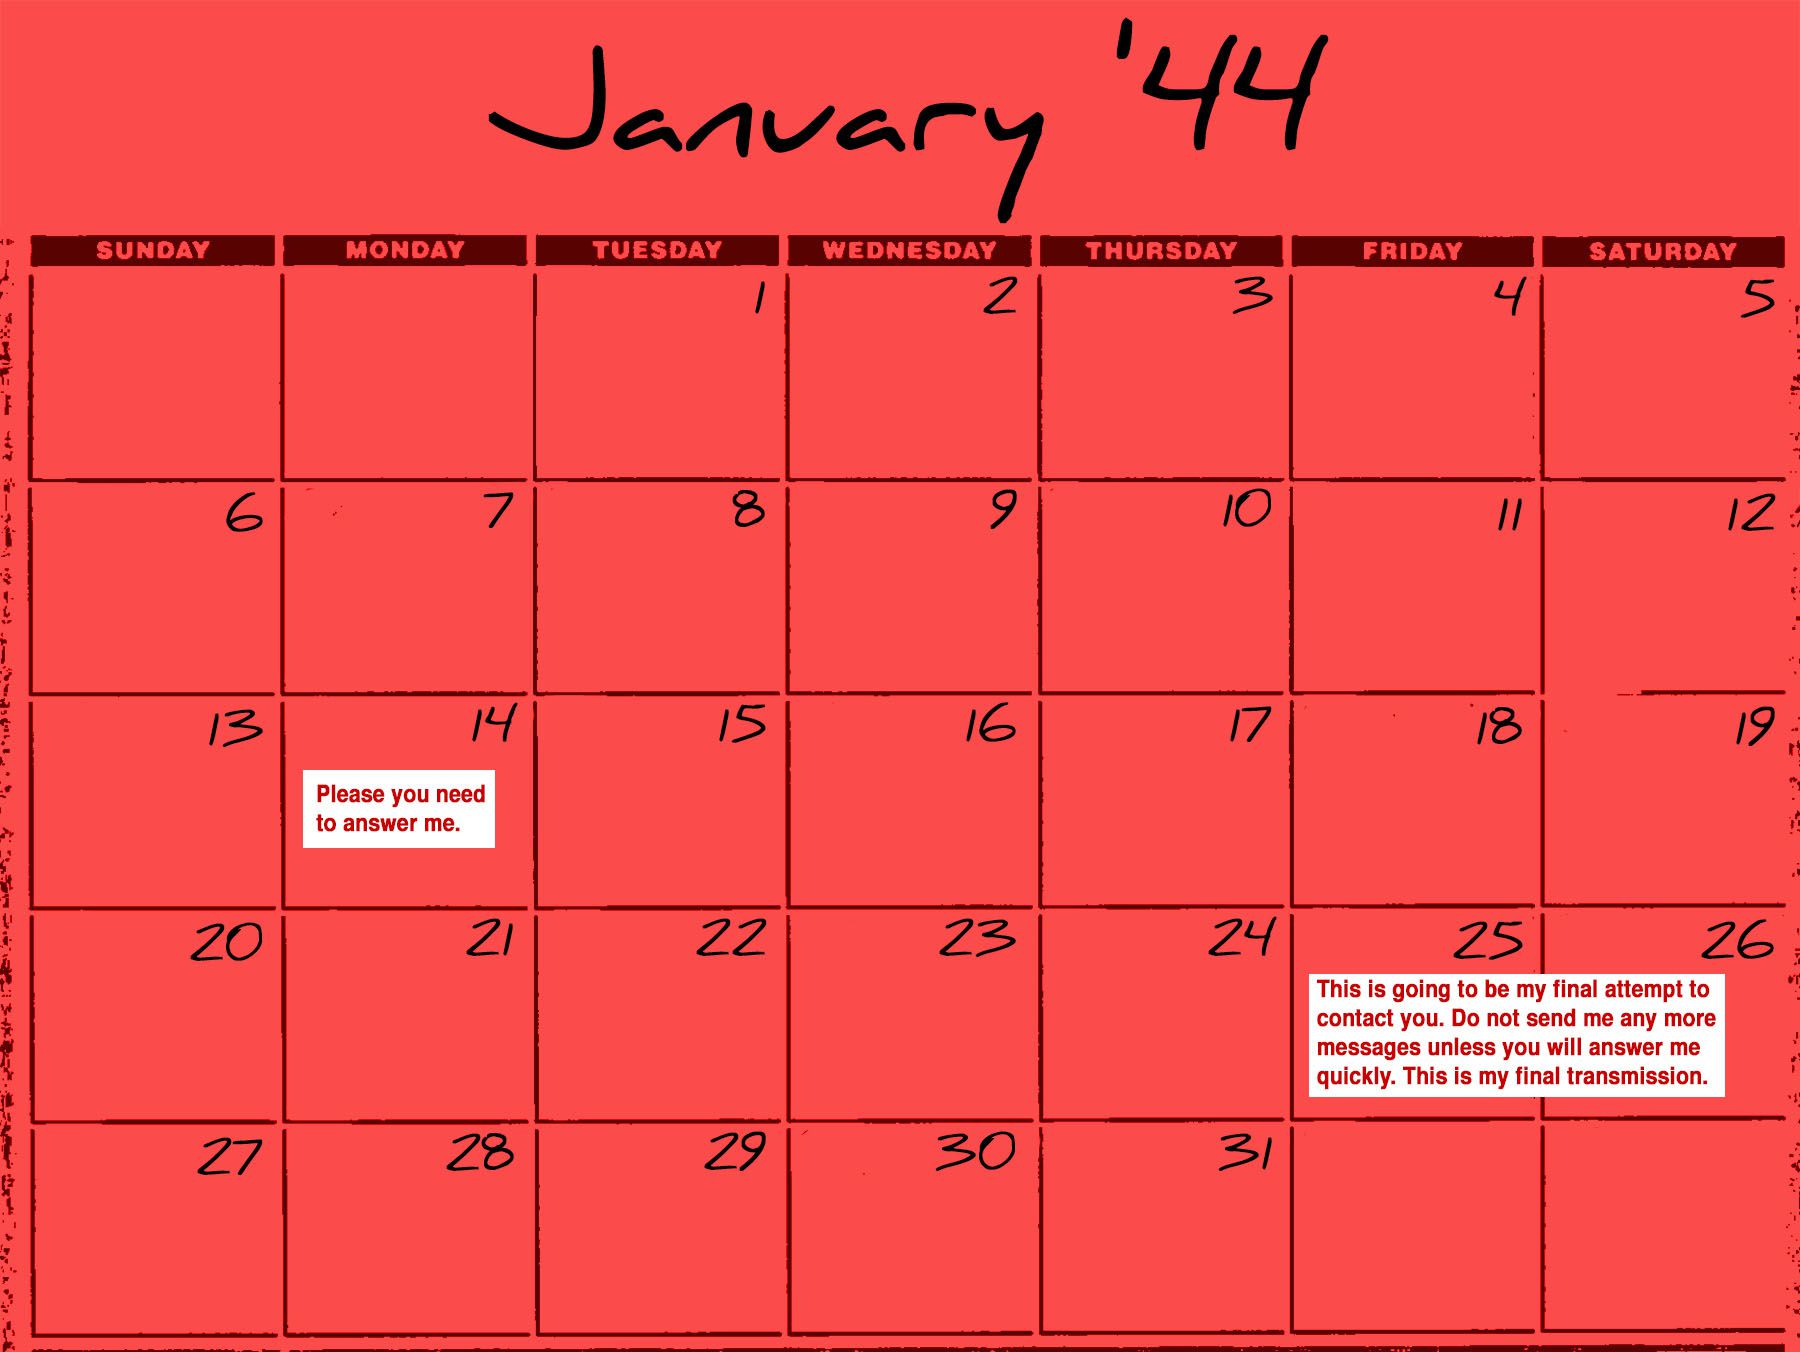 January '44
SUNDAY MONDAY TUESDAY WEDNESDAY THURSDAY FRIDAY SATURDAY
1 2 3 4 5
6 7 8 9 10 11 12
13 14 15 16 17 18 19
Please you need
to answer me.
20 21 22 23 24 25 26
This is going to be my final attempt to
contact you. Do not send me any more
messages unless you will answer me
quickly. This is my final transmission.
27 28 29 30 31